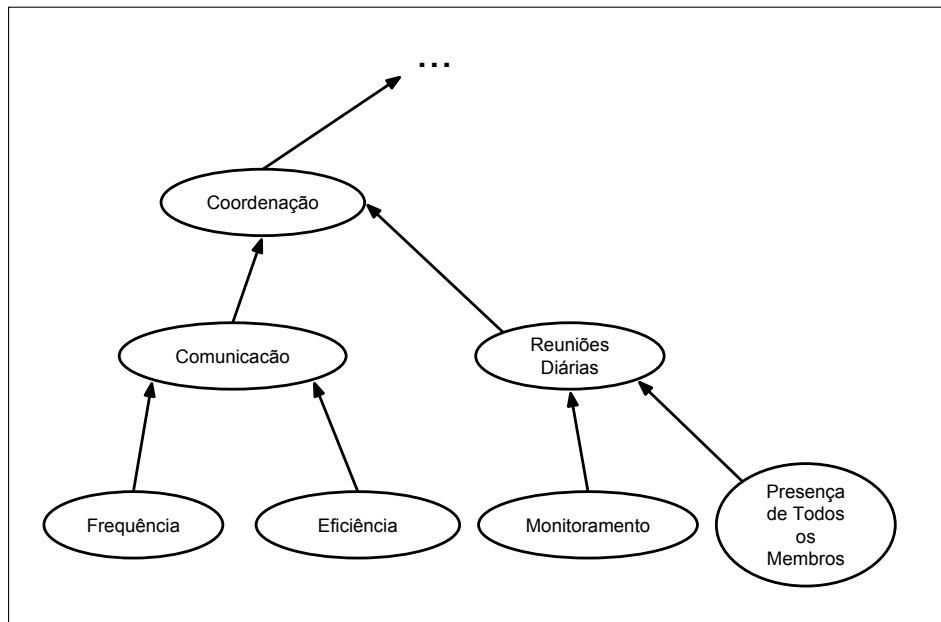 ...
Coordenação
Comunicacão
Reuniões
Diárias
Frequência
Eficiência
Monitoramento
Presença
de Todos
os
Membros